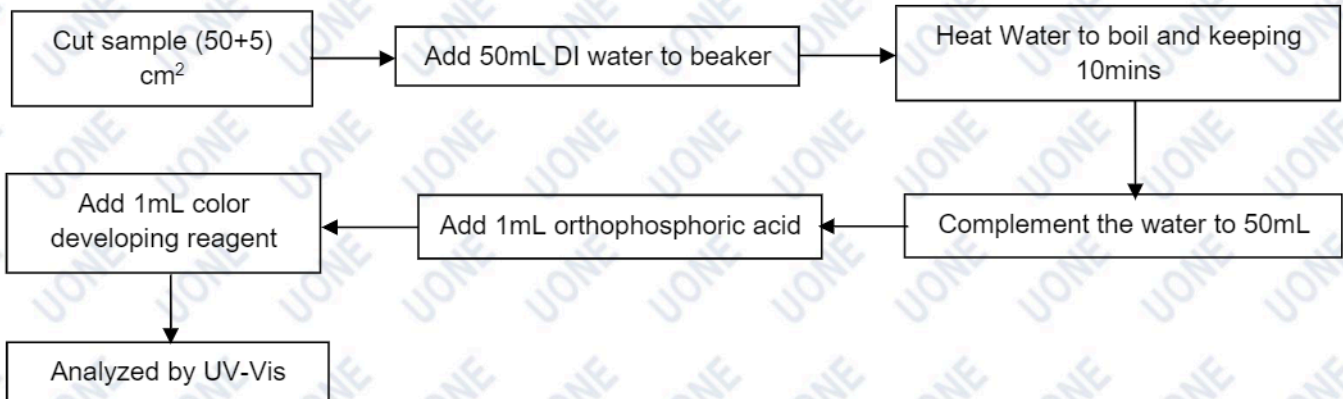 Cut sample (50+5)
cm²
Add 50mL DI water to beaker
Heat Water to boil and keeping
10mins
Complement the water to 50mL
Add 1mL orthophosphoric acid
Add 1mL color
developing reagent
Analyzed by UV-Vis
UONE